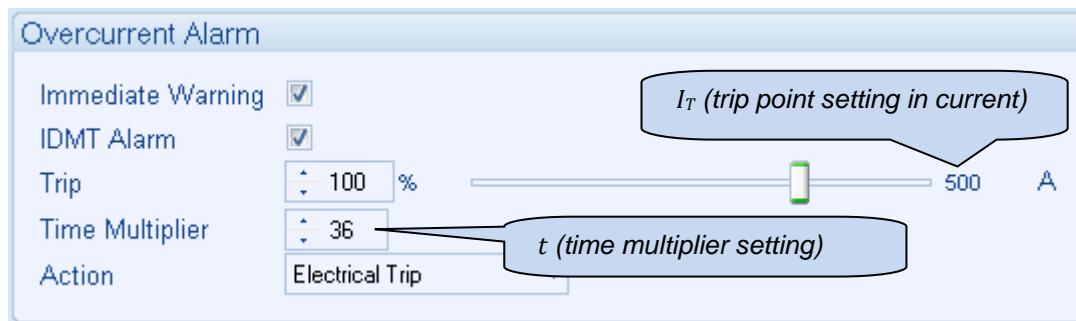 Overcurrent Alarm
Immediate Warning
I_T (trip point setting in current)
IDMT Alarm
Trip 100 % 500 A
Time Multiplier 36
t (time multiplier setting)
Action Electrical Trip